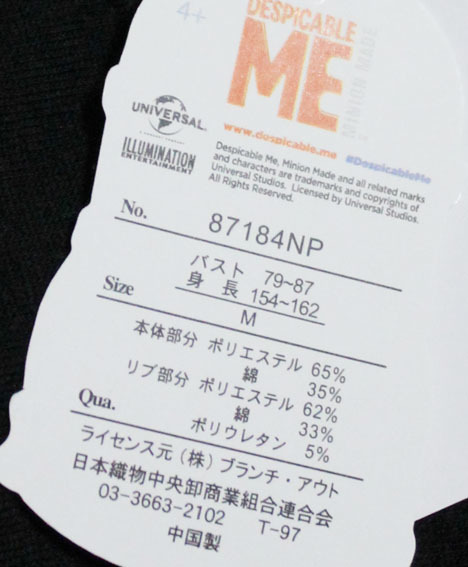 4+
DESPICABLE
ME
MINION MADE
UNIVERSAL
A COMCAST COMPANY
ILLUMINATION
ENTERTAINMENT
www.despicable.me #DespicableMe
Despicable Me, Minion Made and all related marks
and characters are trademarks and copyrights of
Universal Studios. Licensed by Universal Studios.
All Rights Reserved.
No. 87184NP
バスト 79~87
身長 154~162
Size M
本体部分 ポリエステル 65%
綿 35%
リブ部分 ポリエステル 62%
綿 33%
Qua. ポリウレタン 5%
ライセンス元(株)ブランチ・アウト
日本織物中央卸商業組合連合会
03-3663-2102 T-97
中国製